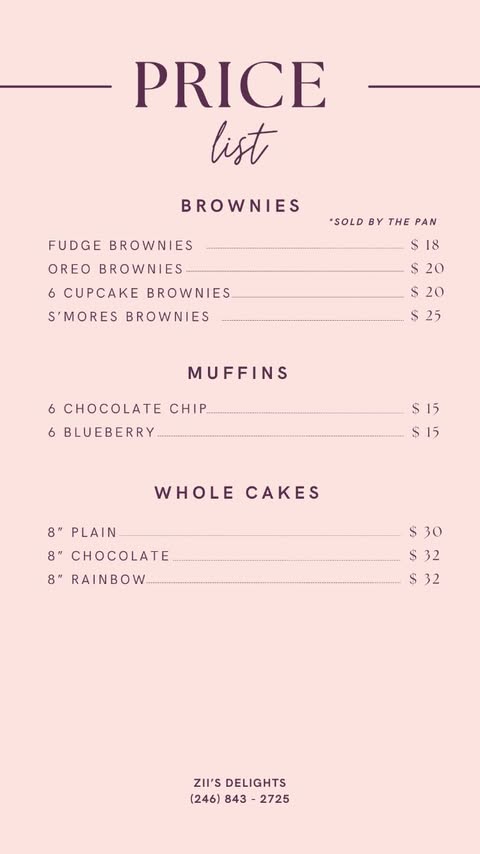 PRICE
list
BROWNIES
*SOLD BY THE PAN
FUDGE BROWNIES $ 18
OREO BROWNIES $ 20
6 CUPCAKE BROWNIES $ 20
S'MORES BROWNIES $ 25
MUFFINS
6 CHOCOLATE CHIP $ 15
6 BLUEBERRY $ 15
WHOLE CAKES
8" PLAIN $ 30
8" CHOCOLATE $ 32
8" RAINBOW $ 32
ZII'S DELIGHTS
(246) 843 - 2725